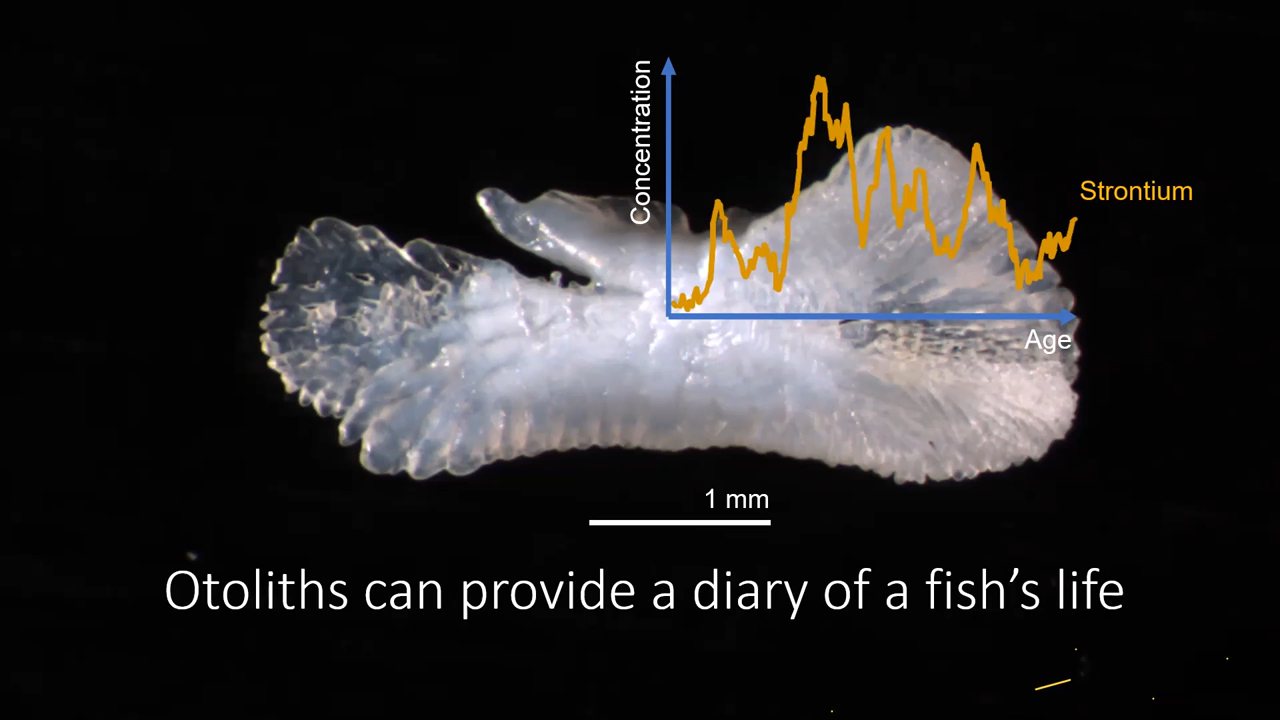 Concentration
Strontium
Age
1 mm
Otoliths can provide a diary of a fish’s life